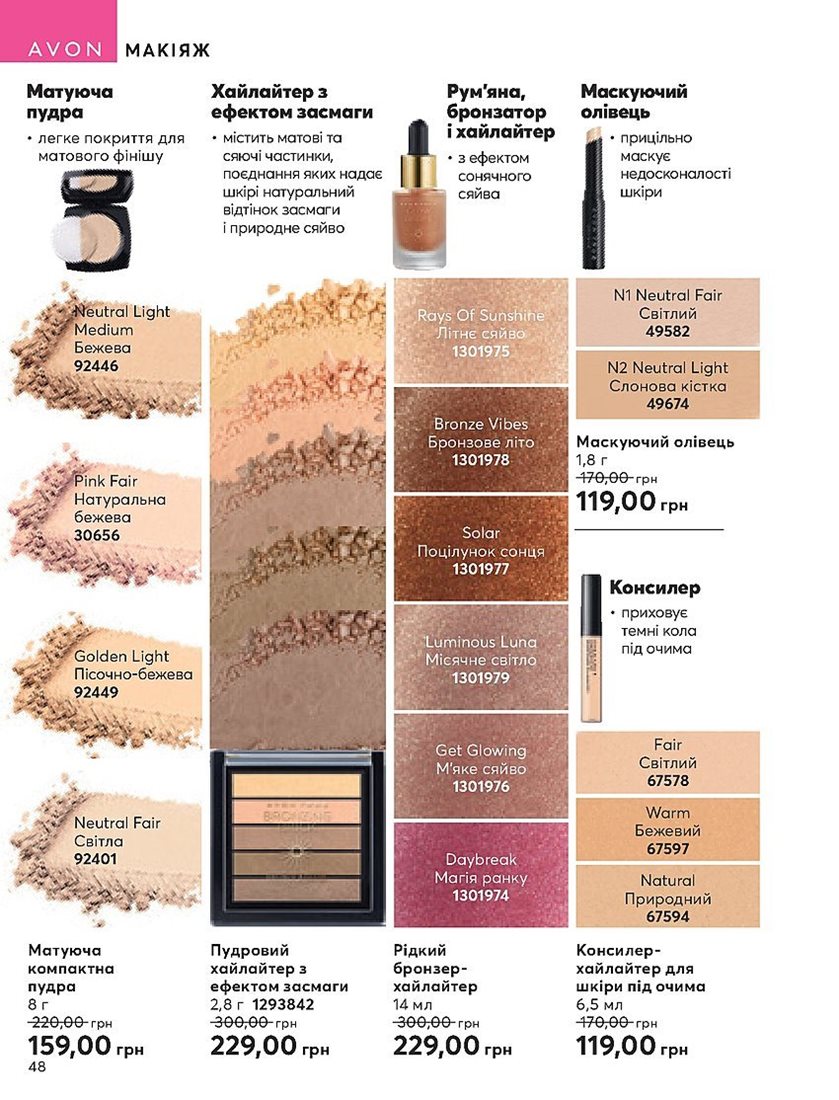 AVON МАКІЯЖ
Матуюча
пудра
• легке покриття для
матового фінішу
Хайлайтер з
ефектом засмаги
• містить матові та
сяючі частинки,
поєднання яких надає
шкірі натуральний
відтінок засмаги
і природне сяйво
Рум'яна,
бронзатор
і хайлайтер
• з ефектом
сонячного
сяйва
Маскуючий
олівець
• прицільно
маскує
недосконалості
шкіри
Neutral Light
Medium
Бежева
92446
Pink Fair
Натуральна
бежева
30656
Golden Light
Пісочно-бежева
92449
Neutral Fair
Світла
92401
Rays Of Sunshine
Літнє сяйво
1301975
Bronze Vibes
Бронзове літо
1301978
Solar
Поцілунок сонця
1301977
Luminous Luna
Місячне світло
1301979
Get Glowing
М'яке сяйво
1301976
Daybreak
Магія ранку
1301974
N1 Neutral Fair
Світлий
49582
N2 Neutral Light
Слонова кістка
49674
Маскуючий олівець
1,8 г
170,00 грн
119,00 грн
Консилер
• приховує
темні кола
під очима
Fair
Світлий
67578
Warm
Бежевий
67597
Natural
Природний
67594
Матуюча
компактна
пудра
8 г
220,00 грн
159,00 грн
Пудровий
хайлайтер з
ефектом засмаги
2,8 г 1293842
300,00 грн
229,00 грн
Рідкий
бронзер-
хайлайтер
14 мл
300,00 грн
229,00 грн
Консилер-
хайлайтер для
шкіри під очима
6,5 мл
170,00 грн
119,00 грн
48